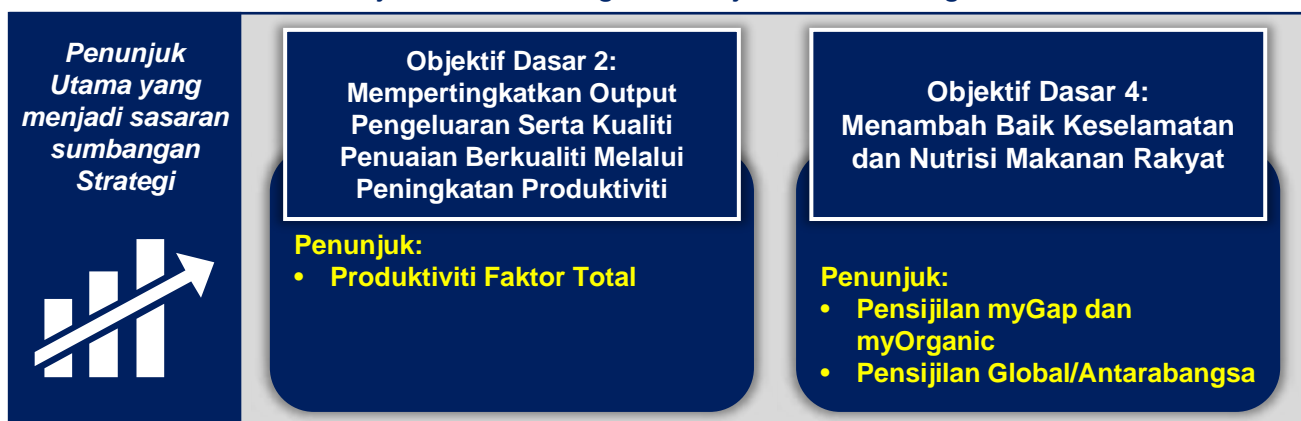 Penunjuk
Utama yang
menjadi sasaran
sumbangan
Strategi
Objektif Dasar 2:
Mempertingkatkan Output
Pengeluaran Serta Kualiti
Penuaian Berkualiti Melalui
Peningkatan Produktiviti
Penunjuk:
• Produktiviti Faktor Total
Objektif Dasar 4:
Menambah Baik Keselamatan
dan Nutrisi Makanan Rakyat
Penunjuk:
• Pensijilan myGap dan
myOrganic
• Pensijilan Global/Antarabangsa